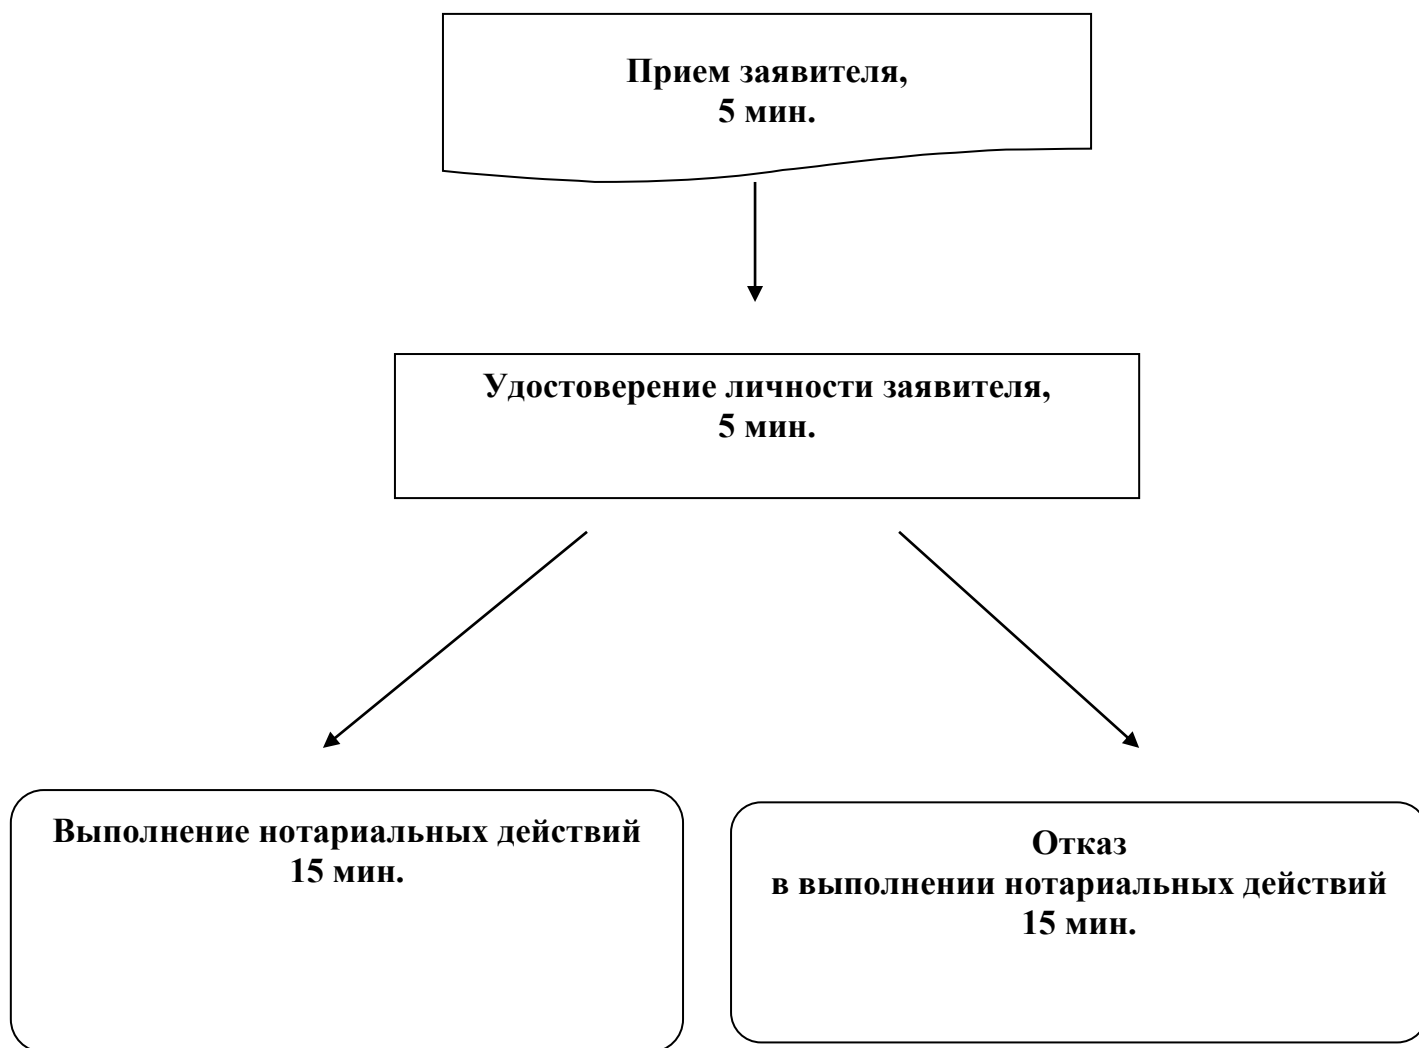 Прием заявителя,
5 мин.
Удостоверение личности заявителя,
5 мин.
Выполнение нотариальных действий
15 мин.
Отказ
в выполнении нотариальных действий
15 мин.